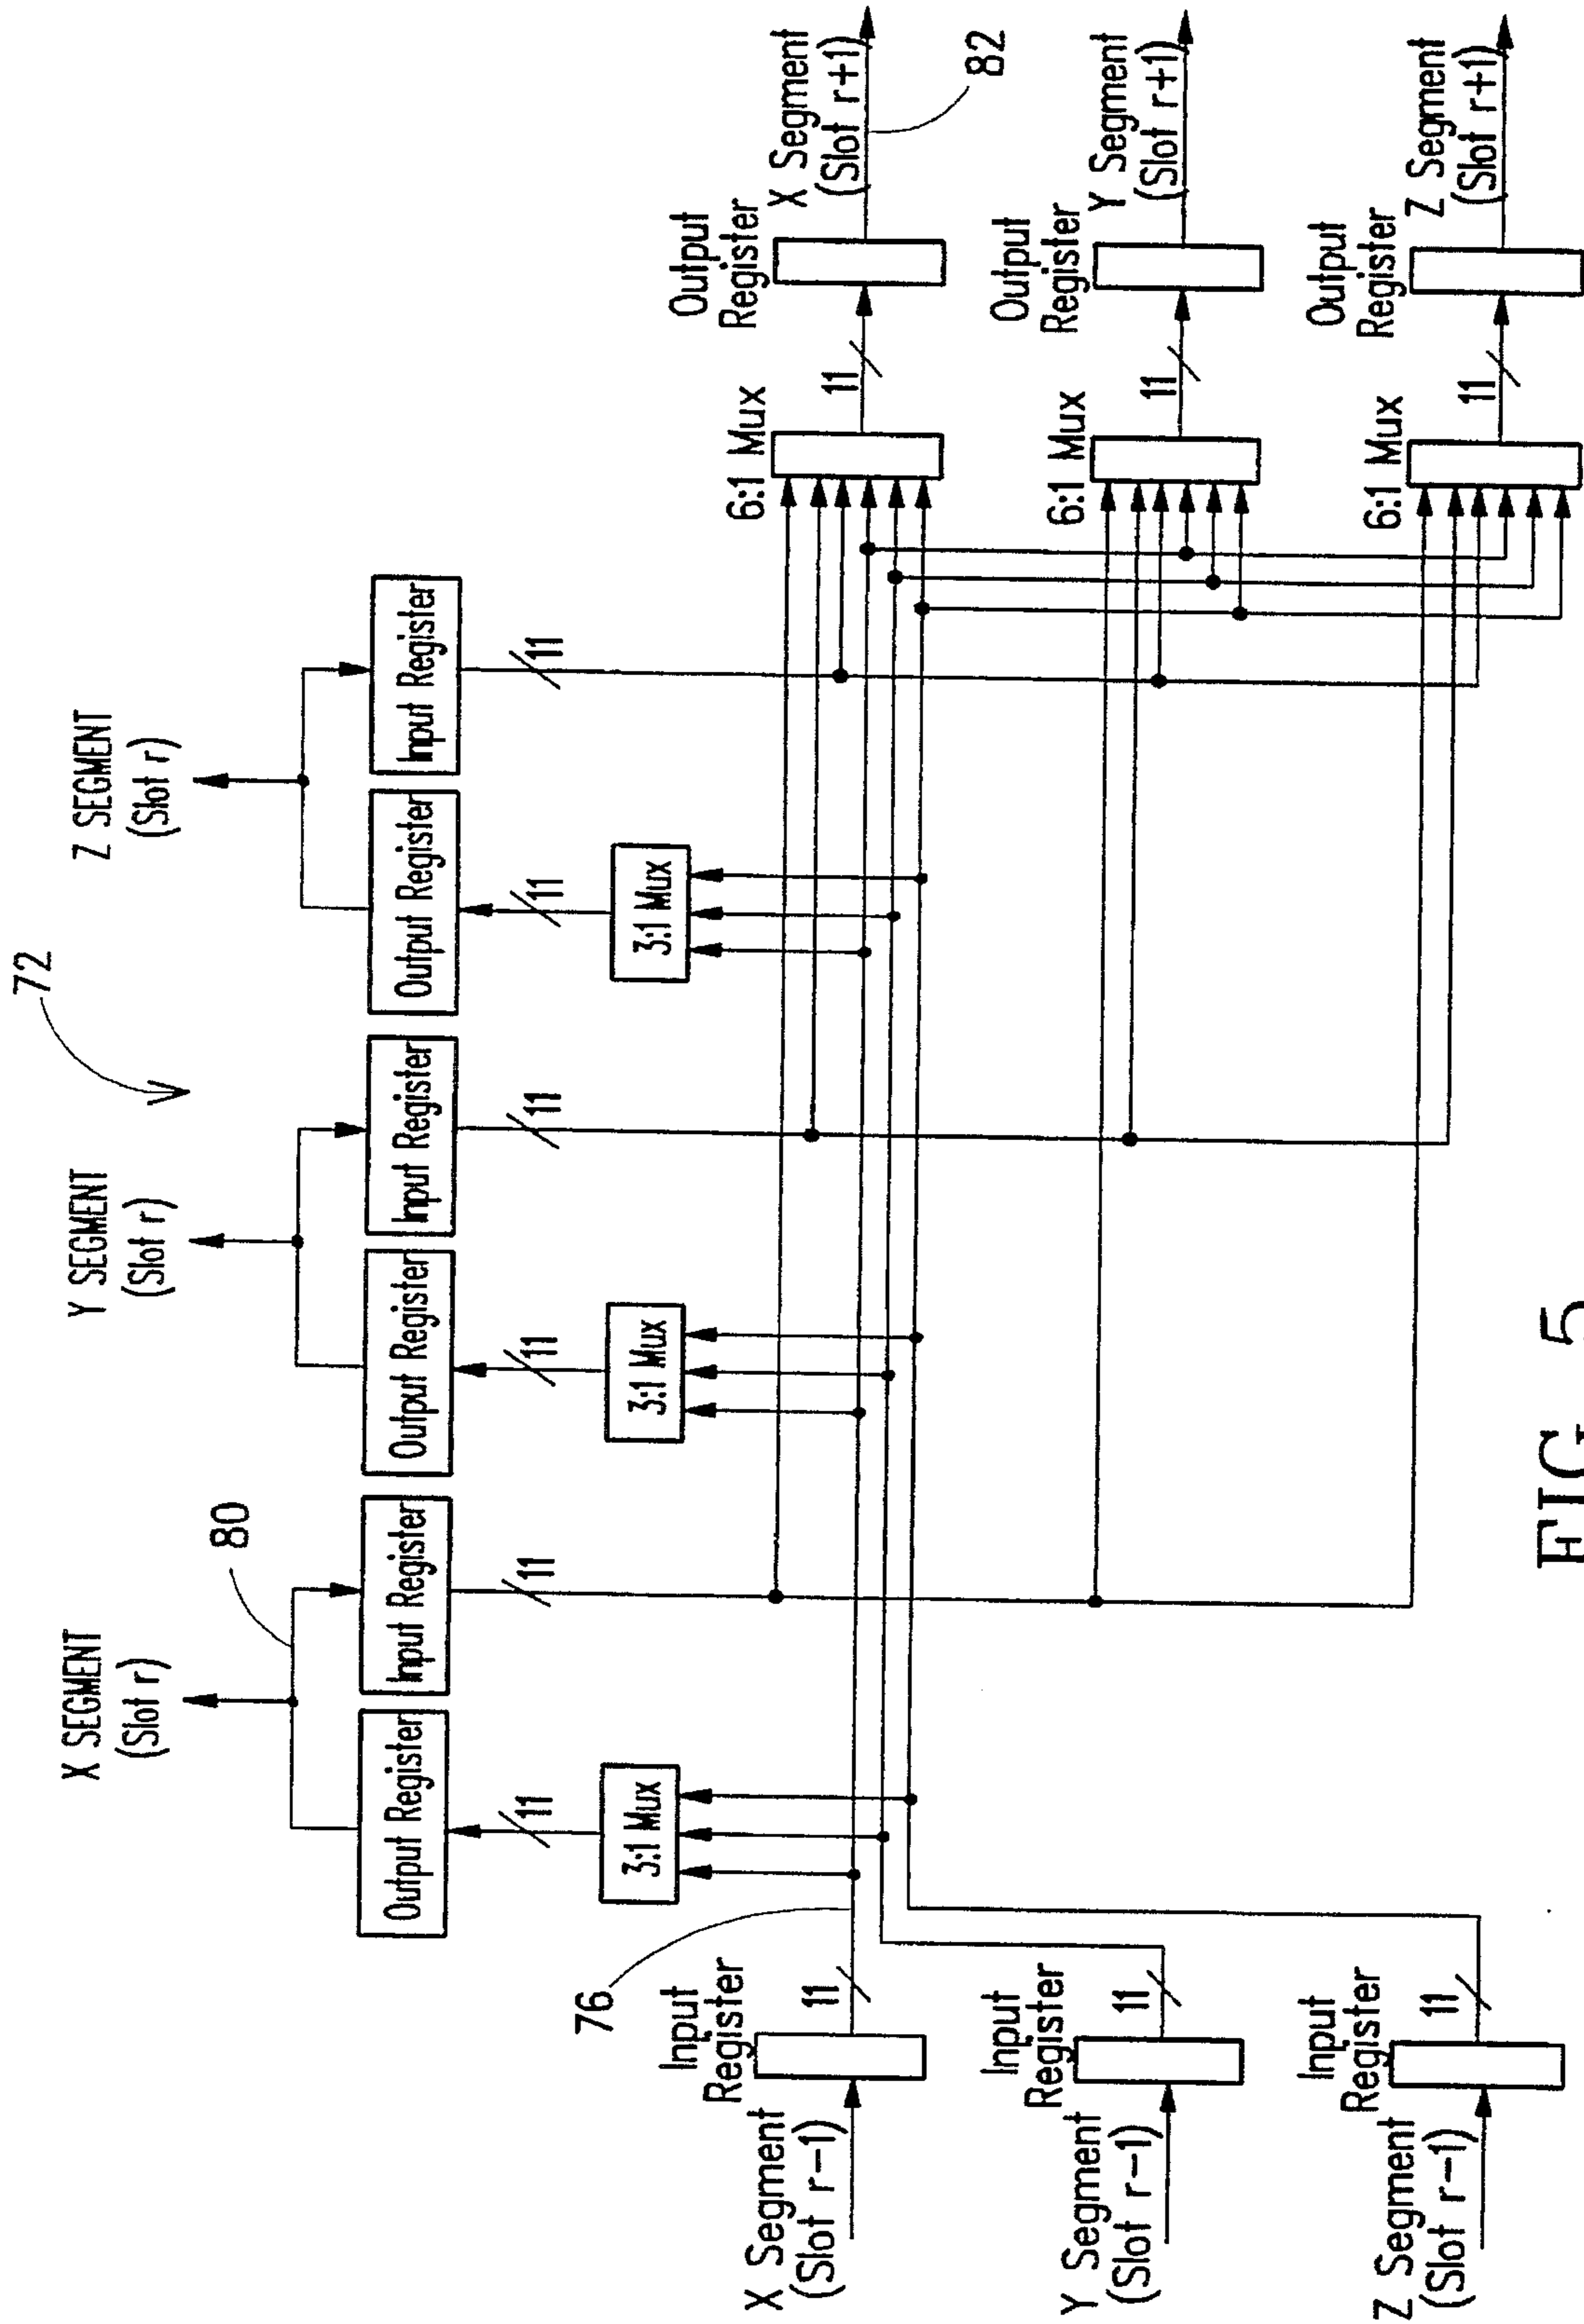 72
X SEGMENT
(Slot r)
80
Y SEGMENT
(Slot r)
Z SEGMENT
(Slot r)
Output Register
Input Register
Output Register
Input Register
Output Register
Input Register
11
11
11
11
11
11
3:1 Mux
3:1 Mux
3:1 Mux
76
X Segment
(Slot r-1)
Input
Register
11
6:1 Mux
11
Output
Register
X Segment
(Slot r+1)
82
Y Segment
(Slot r-1)
Input
Register
11
6:1 Mux
11
Output
Register
Y Segment
(Slot r+1)
Z Segment
(Slot r-1)
Input
Register
11
6:1 Mux
11
Output
Register
Z Segment
(Slot r+1)
FIG. 5